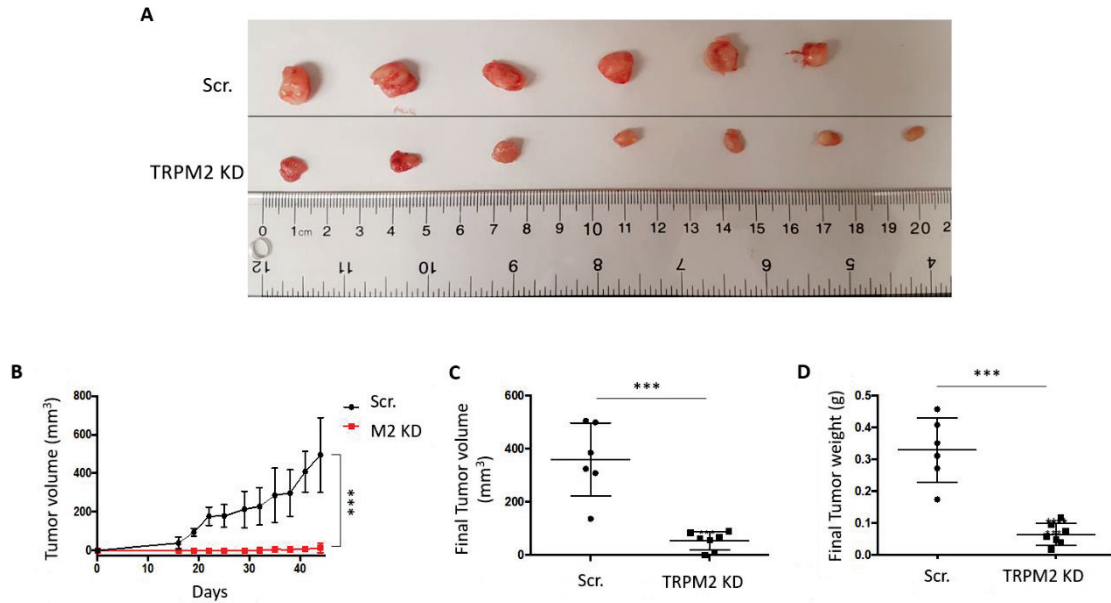 A
Scr.
TRPM2 KD
0 1cm 2 3 4 5 6 7 8 9 10 11 12 13 14 15 16 17 18 19 20 2
12 11 10 9 8 7 6 5 4
B
Tumor volume (mm³)
800
600
400
200
0
0 20 40
Days
Scr.
M2 KD
***
C
Final Tumor volume
(mm³)
600
400
200
0
***
Scr. TRPM2 KD
D
Final Tumor weight (g)
0.5
0.4
0.3
0.2
0.1
0.0
***
Scr. TRPM2 KD